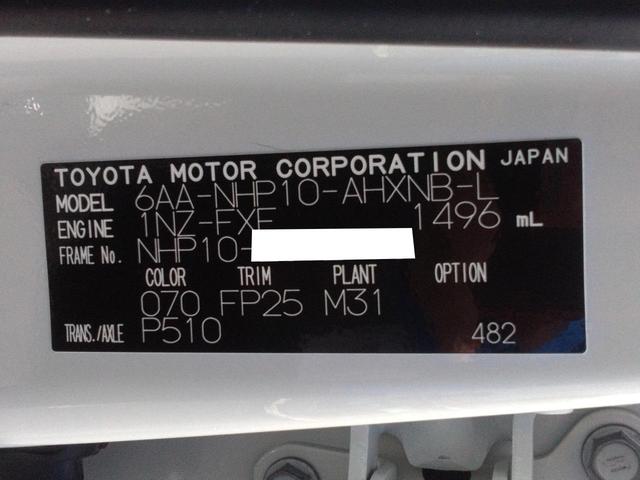 TOYOTA MOTOR CORPORATION JAPAN
MODEL 6AA-NHP10-AHXNB-L
ENGINE 1NZ-FXE 1496 mL
FRAME No. NHP10-
COLOR TRIM PLANT OPTION
070 FP25 M31
TRANS./AXLE P510 482